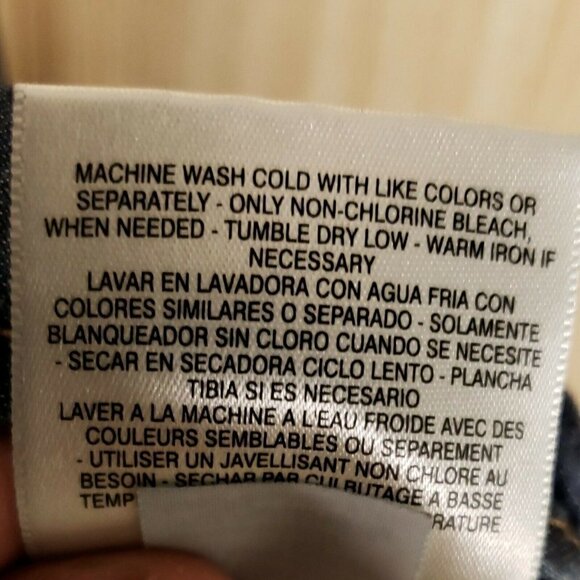 MACHINE WASH COLD WITH LIKE COLORS OR
SEPARATELY - ONLY NON-CHLORINE BLEACH,
WHEN NEEDED - TUMBLE DRY LOW - WARM IRON IF
NECESSARY
LAVAR EN LAVADORA CON AGUA FRIA CON
COLORES SIMILARES O SEPARADO - SOLAMENTE
BLANQUEADOR SIN CLORO CUANDO SE NECESITE
- SECAR EN SECADORA CICLO LENTO - PLANCHA
TIBIA SI ES NECESARIO
LAVER A LA MACHINE A L'EAU FROIDE AVEC DES
COULEURS SEMBLABLES OU SEPAREMENT
- UTILISER UN JAVELLISANT NON CHLORE AU
BESOIN - SECHAR PAR CULBUTAGE A BASSE